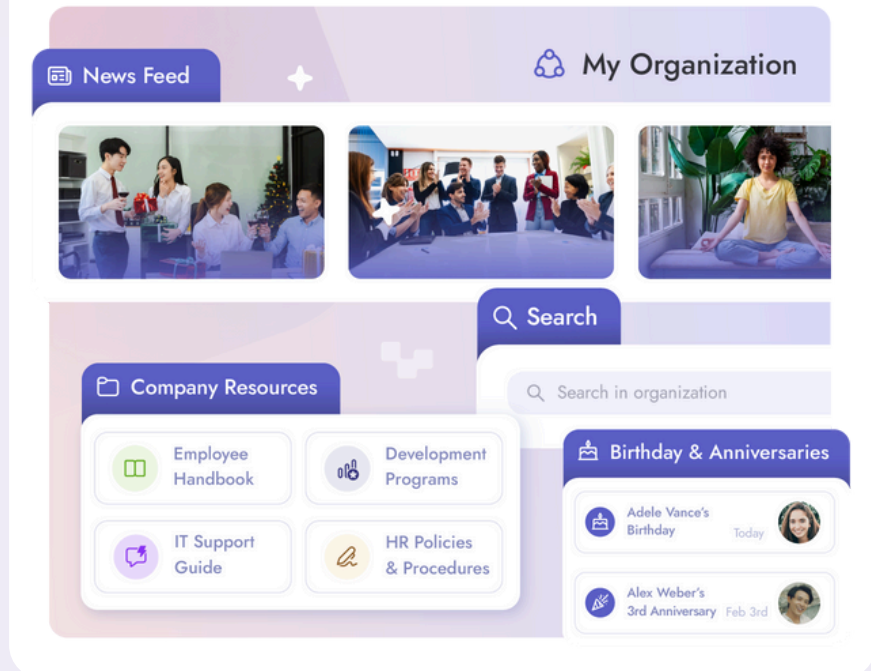 News Feed
My Organization
Search
Search in organization
Company Resources
Employee
Handbook
Development
Programs
IT Support
Guide
HR Policies
& Procedures
Birthday & Anniversaries
Adele Vance's
Birthday
Today
Alex Weber's
3rd Anniversary
Feb 3rd